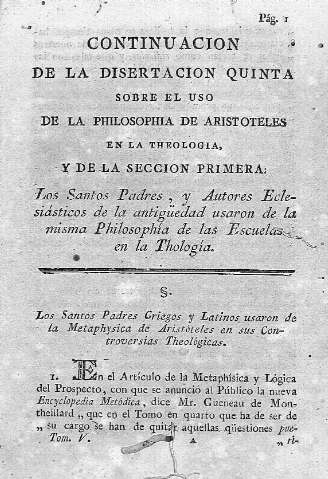 Pág. 1
CONTINUACION
DE LA DISERTACION QUINTA
SOBRE EL USO
DE LA PHILOSOPHIA DE ARISTOTELES
EN LA THEOLOGIA,
Y DE LA SECCION PRIMERA:
Los Santos Padres, y Autores Ecle-
siásticos de la antigüedad usaron de la
misma Philosophia de las Escuelas
en la Thología.
§.
Los Santos Padres Griegos y Latinos usaron de
la Metaphysica de Aristóteles en sus Con-
troversias Theológicas.
1. En el Artículo de la Metaphísica y Lógica
del Prospecto, con que se anunció al Público la nueva
Encyclopedia Metódica, dice Mr. Gueneau de Mon-
theillard „ que en el Tomo en quarto que ha de ser de
„ su cargo se han de quitar aquellas qüestiones pue-
Tom. V. A „ ri-